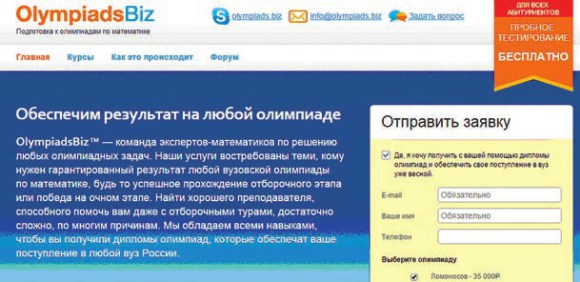 OlympiadsBiz
Подготовка к олимпиадам по математике
olympiads.biz
info@olympiads.biz
Задать вопрос
ДЛЯ ВСЕХ
АБИТУРИЕНТОВ
ПРОБНОЕ
ТЕСТИРОВАНИЕ
БЕСПЛАТНО
Главная Курсы Как это происходит Форум
Обеспечим результат на любой олимпиаде
OlympiadsBiz™ — команда экспертов-математиков по решению
любых олимпиадных задач. Наши услуги востребованы теми, кому
нужен гарантированный результат любой вузовской олимпиады
по математике, будь то успешное прохождение отборочного этапа
или победа на очном этапе. Найти хорошего преподавателя,
способного помочь вам даже с отборочными турами, достаточно
сложно, по многим причинам. Мы обладаем всеми навыками,
чтобы вы получили дипломы олимпиад, которые обеспечат ваше
поступление в любой вуз России.
Отправить заявку
Да, я хочу получить с вашей помощью дипломы
олимпиад и обеспечить свое поступление в вуз
уже весной.
E-mail Обязательно
Ваше имя Обязательно
Телефон
Выберите олимпиаду
Ломоносов - 35 000Р